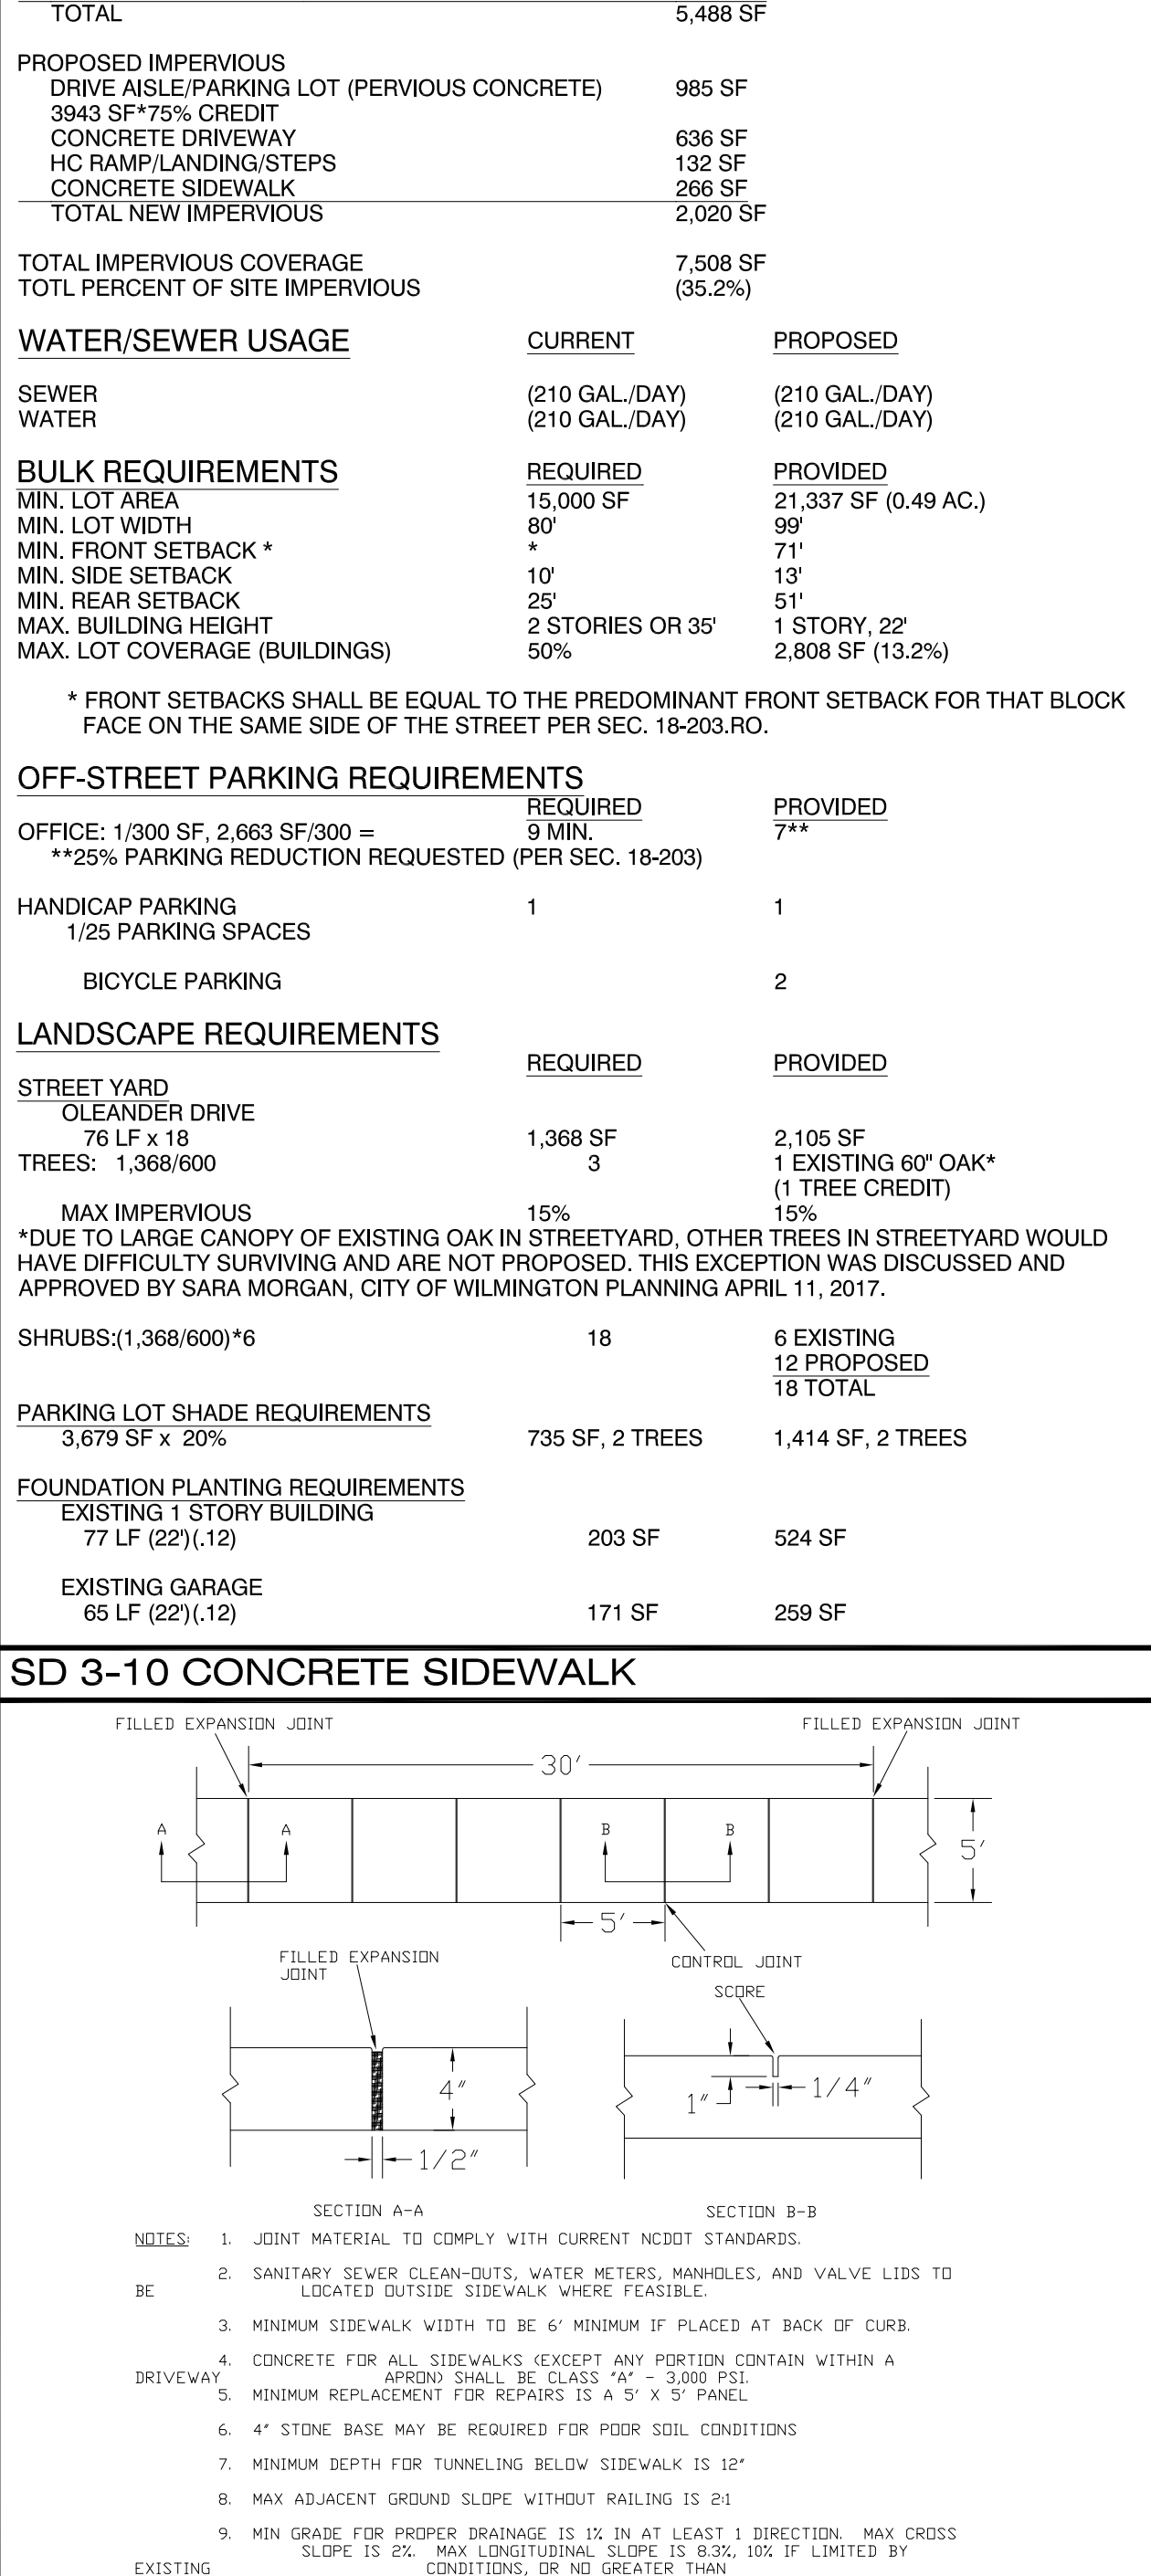 TOTAL 5,488 SF
PROPOSED IMPERVIOUS
DRIVE AISLE/PARKING LOT (PERVIOUS CONCRETE) 985 SF
3943 SF*75% CREDIT
CONCRETE DRIVEWAY 636 SF
HC RAMP/LANDING/STEPS 132 SF
CONCRETE SIDEWALK 266 SF
TOTAL NEW IMPERVIOUS 2,020 SF
TOTAL IMPERVIOUS COVERAGE 7,508 SF
TOTL PERCENT OF SITE IMPERVIOUS (35.2%)
WATER/SEWER USAGE CURRENT PROPOSED
SEWER (210 GAL./DAY) (210 GAL./DAY)
WATER (210 GAL./DAY) (210 GAL./DAY)
BULK REQUIREMENTS REQUIRED PROVIDED
MIN. LOT AREA 15,000 SF 21,337 SF (0.49 AC.)
MIN. LOT WIDTH 80' 99'
MIN. FRONT SETBACK * * 71'
MIN. SIDE SETBACK 10' 13'
MIN. REAR SETBACK 25' 51'
MAX. BUILDING HEIGHT 2 STORIES OR 35' 1 STORY, 22'
MAX. LOT COVERAGE (BUILDINGS) 50% 2,808 SF (13.2%)
* FRONT SETBACKS SHALL BE EQUAL TO THE PREDOMINANT FRONT SETBACK FOR THAT BLOCK
FACE ON THE SAME SIDE OF THE STREET PER SEC. 18-203.RO.
OFF-STREET PARKING REQUIREMENTS
REQUIRED PROVIDED
OFFICE: 1/300 SF, 2,663 SF/300 = 9 MIN. 7**
**25% PARKING REDUCTION REQUESTED (PER SEC. 18-203)
HANDICAP PARKING 1 1
1/25 PARKING SPACES
BICYCLE PARKING 2
LANDSCAPE REQUIREMENTS
REQUIRED PROVIDED
STREET YARD
OLEANDER DRIVE
76 LF x 18 1,368 SF 2,105 SF
TREES: 1,368/600 3 1 EXISTING 60" OAK*
(1 TREE CREDIT)
MAX IMPERVIOUS 15% 15%
*DUE TO LARGE CANOPY OF EXISTING OAK IN STREETYARD, OTHER TREES IN STREETYARD WOULD
HAVE DIFFICULTY SURVIVING AND ARE NOT PROPOSED. THIS EXCEPTION WAS DISCUSSED AND
APPROVED BY SARA MORGAN, CITY OF WILMINGTON PLANNING APRIL 11, 2017.
SHRUBS:(1,368/600)*6 18 6 EXISTING
12 PROPOSED
18 TOTAL
PARKING LOT SHADE REQUIREMENTS
3,679 SF x 20% 735 SF, 2 TREES 1,414 SF, 2 TREES
FOUNDATION PLANTING REQUIREMENTS
EXISTING 1 STORY BUILDING
77 LF (22')(.12) 203 SF 524 SF
EXISTING GARAGE
65 LF (22')(.12) 171 SF 259 SF
SD 3-10 CONCRETE SIDEWALK
FILLED EXPANSION JOINT FILLED EXPANSION JOINT
30'
A A B B
5'
5'
FILLED EXPANSION
JOINT
CONTROL JOINT
SCORE
4" 1" 1/4"
1/2"
SECTION A-A SECTION B-B
NOTES: 1. JOINT MATERIAL TO COMPLY WITH CURRENT NCDOT STANDARDS.
2. SANITARY SEWER CLEAN-OUTS, WATER METERS, MANHOLES, AND VALVE LIDS TO
BE LOCATED OUTSIDE SIDEWALK WHERE FEASIBLE.
3. MINIMUM SIDEWALK WIDTH TO BE 6' MINIMUM IF PLACED AT BACK OF CURB.
4. CONCRETE FOR ALL SIDEWALKS (EXCEPT ANY PORTION CONTAIN WITHIN A
DRIVEWAY APRON) SHALL BE CLASS "A" - 3,000 PSI.
5. MINIMUM REPLACEMENT FOR REPAIRS IS A 5' X 5' PANEL
6. 4" STONE BASE MAY BE REQUIRED FOR POOR SOIL CONDITIONS
7. MINIMUM DEPTH FOR TUNNELING BELOW SIDEWALK IS 12"
8. MAX ADJACENT GROUND SLOPE WITHOUT RAILING IS 2:1
9. MIN GRADE FOR PROPER DRAINAGE IS 1% IN AT LEAST 1 DIRECTION. MAX CROSS
SLOPE IS 2%. MAX LONGITUDINAL SLOPE IS 8.3%, 10% IF LIMITED BY
EXISTING CONDITIONS, OR NO GREATER THAN